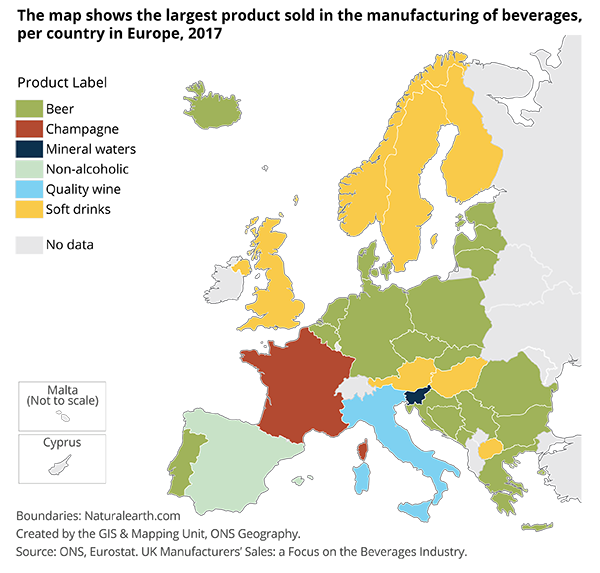 The map shows the largest product sold in the manufacturing of beverages,
per country in Europe, 2017
Product Label
Beer
Champagne
Mineral waters
Non-alcoholic
Quality wine
Soft drinks
No data
Malta
(Not to scale)
Cyprus
Boundaries: Naturalearth.com
Created by the GIS & Mapping Unit, ONS Geography.
Source: ONS, Eurostat. UK Manufacturers' Sales: a Focus on the Beverages Industry.